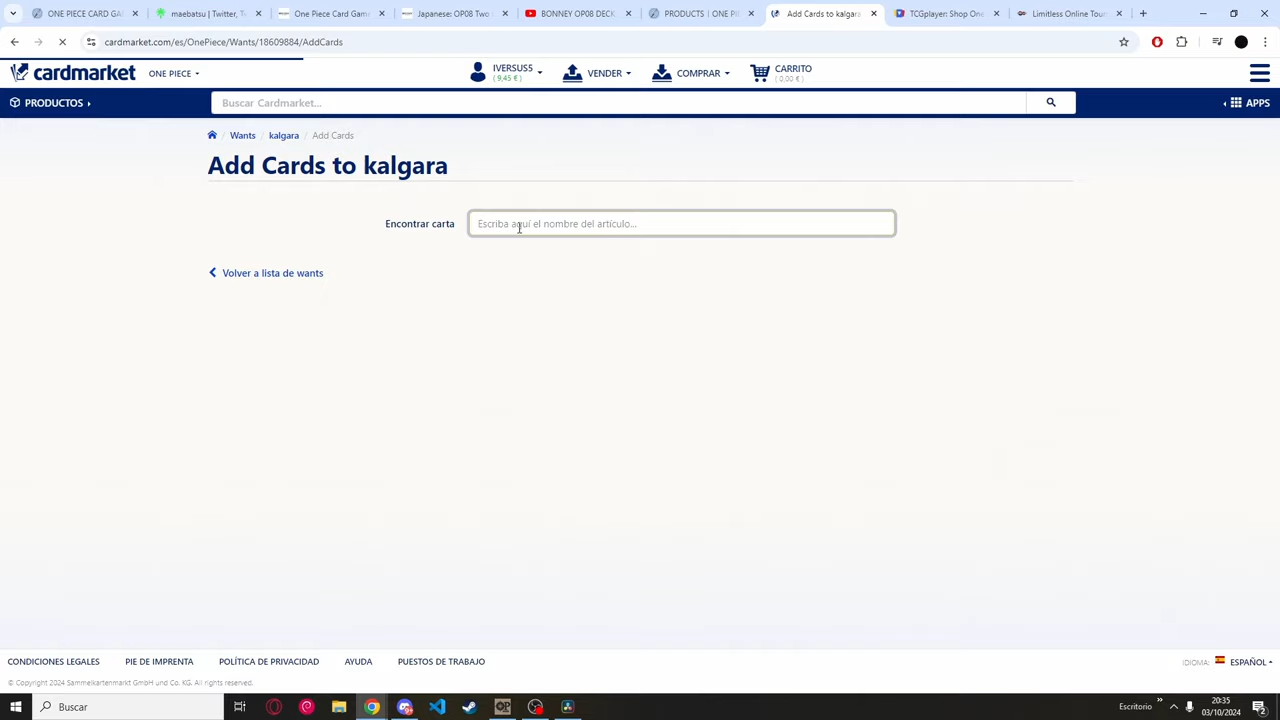 ONE PIECE CARD GA
maebatsu | Twitter, T
One Piece Card Game
Japanese: OP08 Two
BONNEY OP08 DECK
PRODUCTS | ONE PIE
Add Cards to kalgara
TCGplayer: Shop One
Limitless Online Tour
cardmarket.com/es/OnePiece/Wants/18609884/AddCards
cardmarket
ONE PIECE
IVERSUS5
( 9,45 € )
VENDER
COMPRAR
CARRITO
( 0,00 € )
PRODUCTOS
Buscar Cardmarket...
APPS
Wants / kalgara / Add Cards
Add Cards to kalgara
Encontrar carta
Escriba aquí el nombre del artículo...
Volver a lista de wants
CONDICIONES LEGALES
PIE DE IMPRENTA
POLÍTICA DE PRIVACIDAD
AYUDA
PUESTOS DE TRABAJO
IDIOMA:
ESPAÑOL
© Copyright 2024 Sammelkartenmarkt GmbH und Co. KG. All rights reserved.
Buscar
Escritorio
20:35
03/10/2024
2